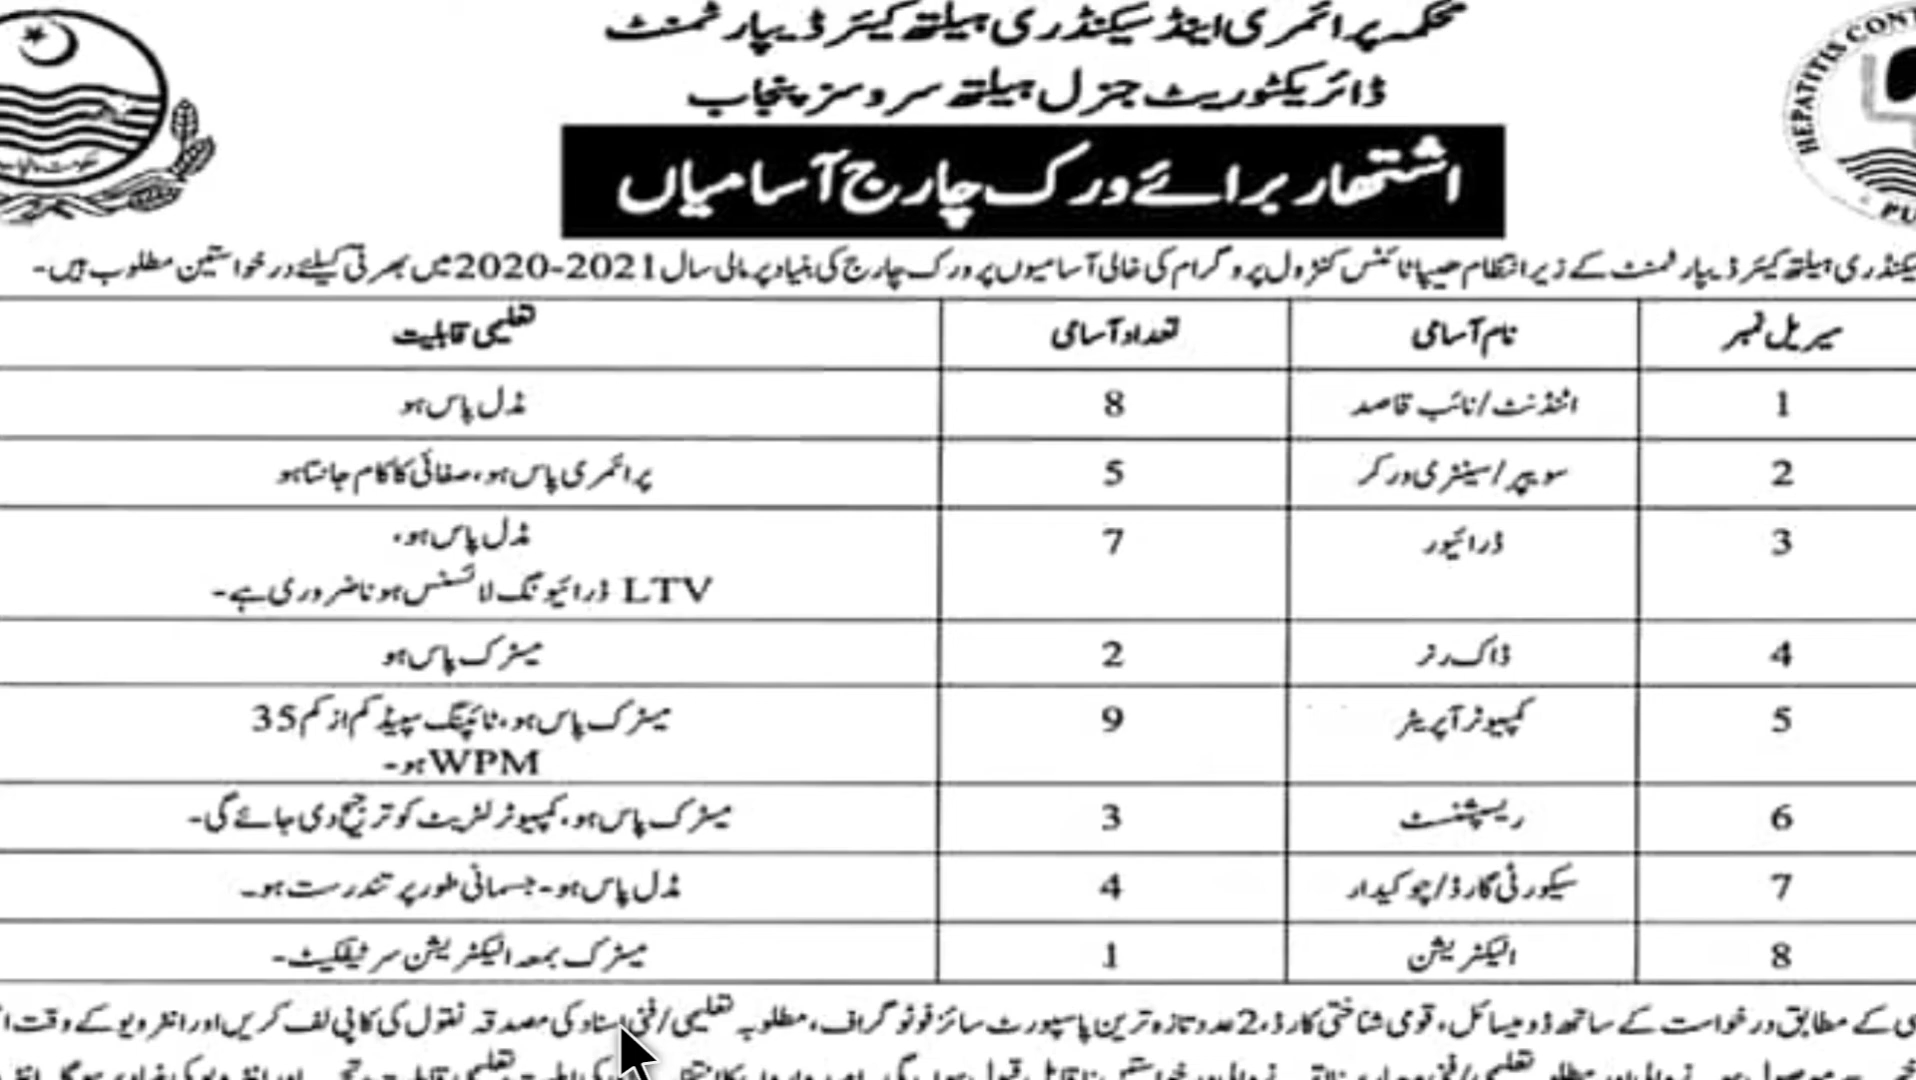 محکمہ پرائمری اینڈ سیکنڈری ہیلتھ کیئر ڈیپارٹمنٹ
ڈائریکٹوریٹ جنرل ہیلتھ سروسز پنجاب
HEPATITIS
اشتہار برائے ورک چارج آسامیاں
ہیلتھ کیئر ڈیپارٹمنٹ کے زیر انتظام ہیپاٹائٹس کنٹرول پروگرام کی خالی آسامیوں پر ورک چارج کی بنیاد پر مالی سال 2021-2020 میں بھرتی کیلئے درخواستیں مطلوب ہیں۔
سیریل نمبر نام آسامی تعداد آسامی تعلیمی قابلیت
1 اٹنڈنٹ/نائب قاصد 8 مڈل پاس ہو
2 سویپر/سینٹری ورکر 5 پرائمری پاس ہو، صفائی کا کام جانتا ہو
3 ڈرائیور 7 مڈل پاس ہو،
LTV ڈرائیونگ لائسنس ہونا ضروری ہے۔
4 ڈاک رنر 2 میٹرک پاس ہو
5 کمپیوٹر آپریٹر 9 میٹرک پاس ہو، ٹائپنگ سپیڈ کم از کم 35
WPM ہو۔
6 ریسپشنسٹ 3 میٹرک پاس ہو، کمپیوٹر لٹریٹ کو ترجیح دی جائے گی۔
7 سیکورٹی گارڈ/چوکیدار 4 مڈل پاس ہو۔ جسمانی طور پر تندرست ہو۔
8 الیکٹریشن 1 میٹرک بمعہ الیکٹریشن سرٹیفکیٹ۔
کے مطابق درخواست کے ساتھ ڈومیسائل، قومی شناختی کارڈ، 2 عدد تازہ ترین پاسپورٹ سائز فوٹوگراف، مطلوبہ تعلیمی/فنی اسناد کی مصدقہ نقول کی کاپی لف کریں اور انٹرویو کے وقت